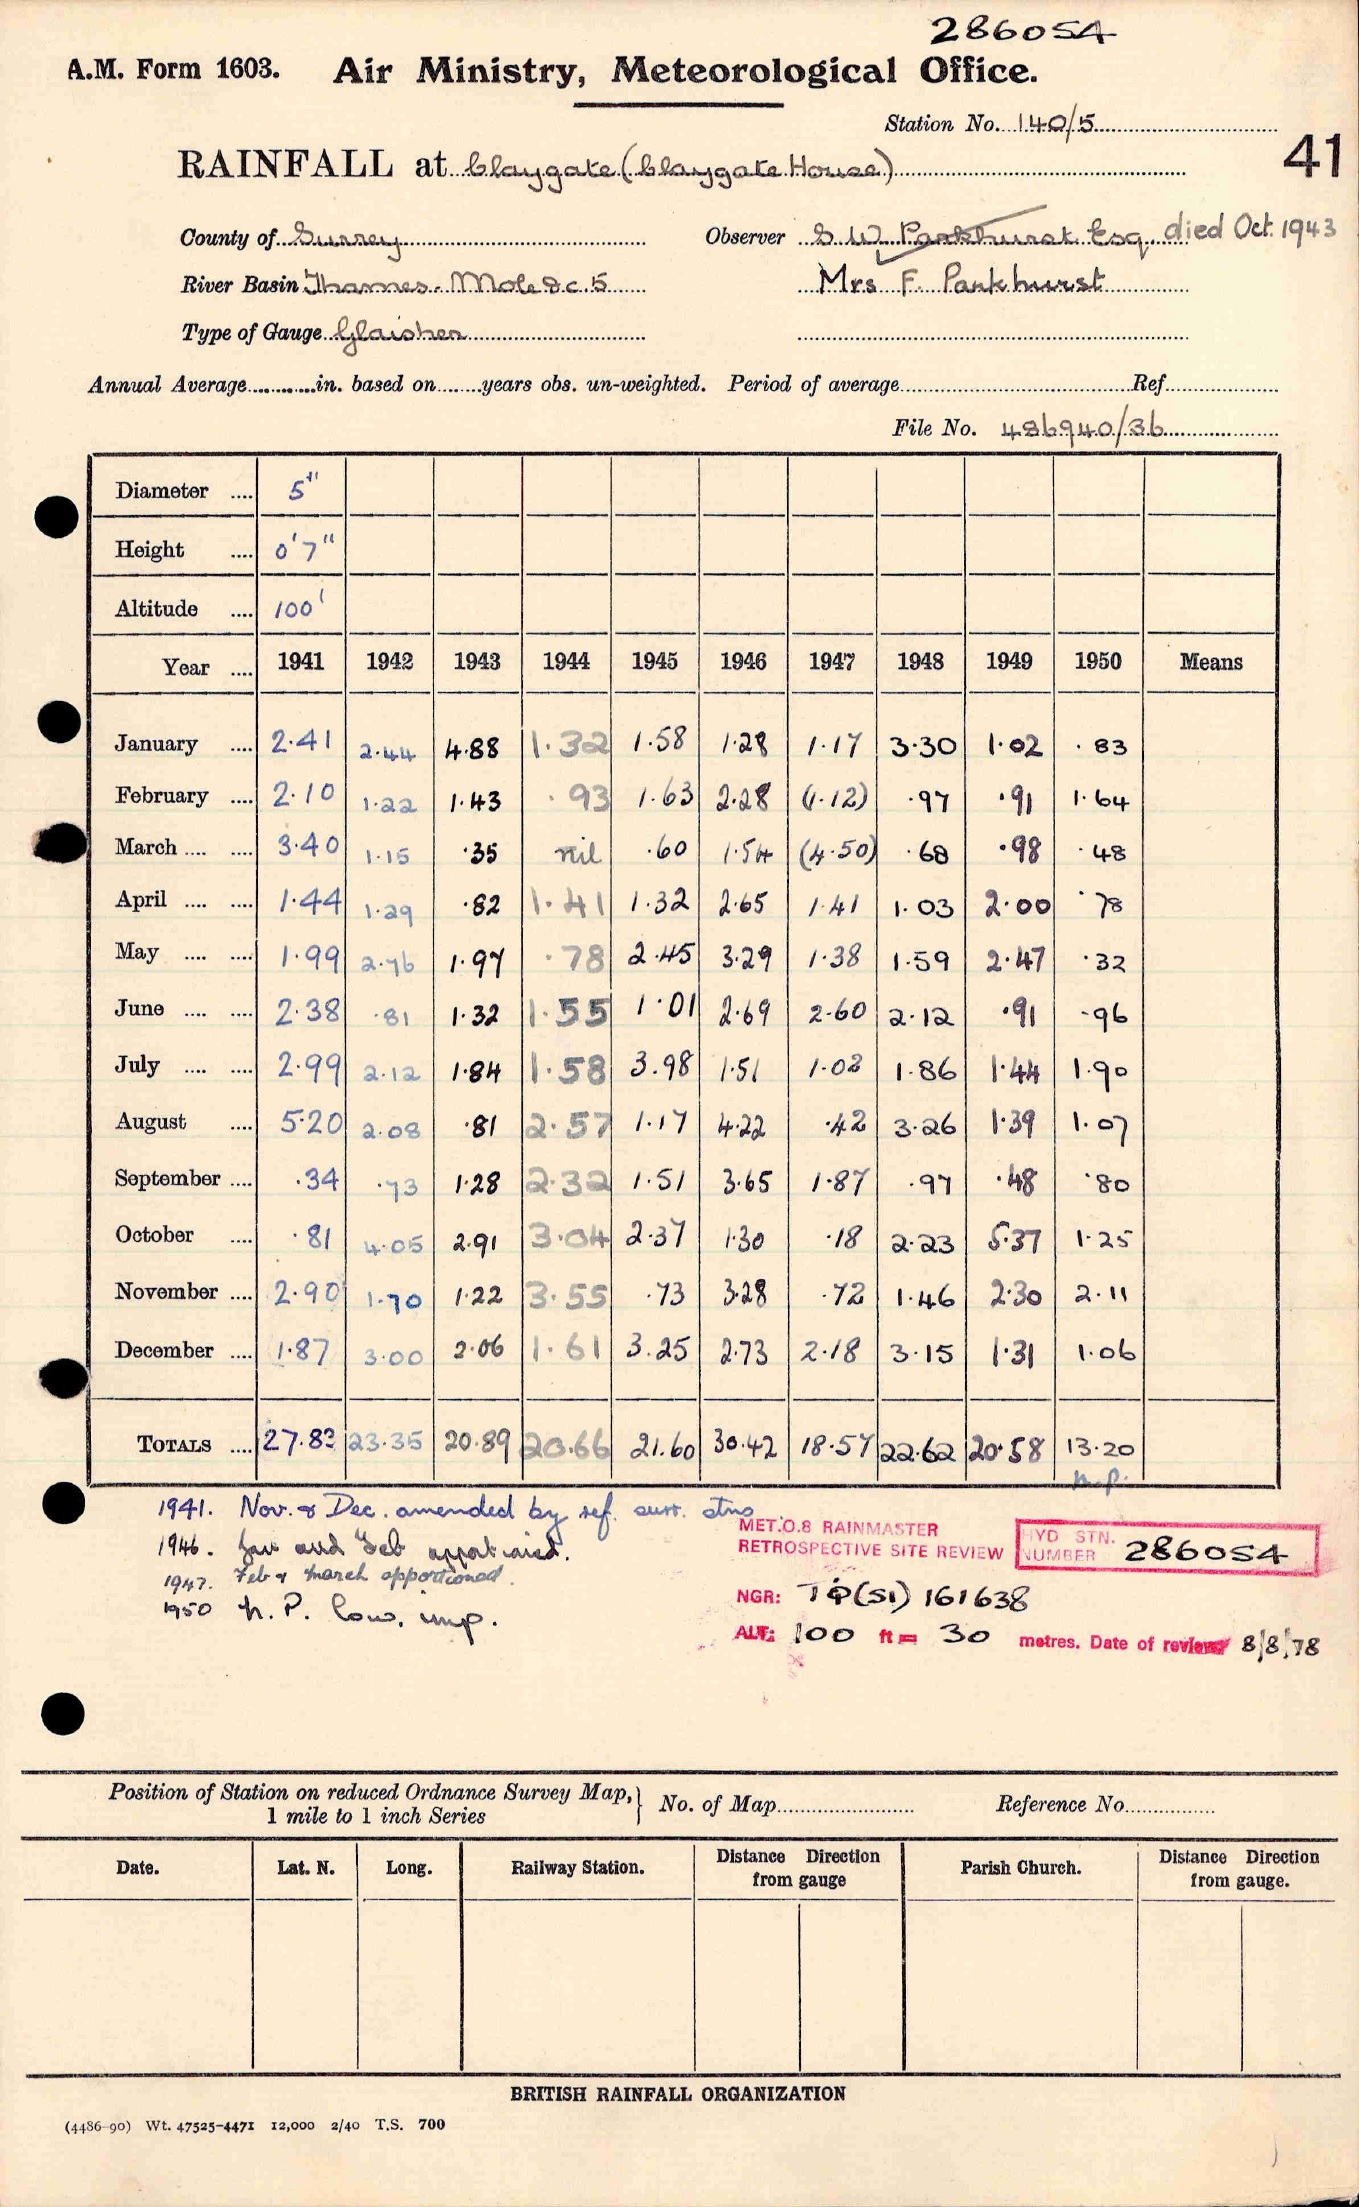 286054
A.M. Form 1603. Air Ministry, Meteorological Office.
Station No. 140/5
41
RAINFALL at Claygate (Claygate House)
County of Surrey Observer S W Parkhurst Esq died Oct. 1943
River Basin Thames. Mole &c. 5 Mrs F. Parkhurst
Type of Gauge Glaisher
Annual Average............in. based on.......years obs. un-weighted. Period of average............Ref............
File No. 486940/36
Diameter .... 5"
Height .... 0'7"
Altitude .... 100'
Year .... 1941 1942 1943 1944 1945 1946 1947 1948 1949 1950 Means
January .... 2.41 2.44 4.88 1.32 1.58 1.28 1.17 3.30 1.02 .83
February .... 2.10 1.22 1.43 .93 1.63 2.28 (1.12) .97 .91 1.64
March .... .... 3.40 1.15 .35 nil .60 1.54 (4.50) .68 .98 .48
April .... .... 1.44 1.29 .82 1.41 1.32 2.65 1.41 1.03 2.00 .78
May .... .... 1.99 2.76 1.97 .78 2.45 3.29 1.38 1.59 2.47 .32
June .... .... 2.38 .81 1.32 1.55 1.01 2.69 2.60 2.12 .91 .96
July .... .... 2.99 2.12 1.84 1.58 3.98 1.51 1.02 1.86 1.44 1.90
August .... 5.20 2.08 .81 2.57 1.17 4.22 .42 3.26 1.39 1.07
September .... .34 .73 1.28 2.32 1.51 3.65 1.87 .97 .48 .80
October .... .81 4.05 2.91 3.04 2.37 1.30 .18 2.23 5.37 1.25
November .... 2.90 1.70 1.22 3.55 .73 3.28 .72 1.46 2.30 2.11
December .... 1.87 3.00 2.06 1.61 3.25 2.73 2.18 3.15 1.31 1.06
TOTALS .... 27.83 23.35 20.89 20.66 21.60 30.42 18.57 22.62 20.58 13.20
n.p.
1941. Nov. & Dec. amended by ref. surr. stns.
1946. Jan and Feb apportioned.
1947. Feb & March apportioned.
1950 N. P. low, imp.
MET.O.8 RAINMASTER
RETROSPECTIVE SITE REVIEW
HYD STN. NUMBER 286054
NGR: TQ(51) 161638
ALT: 100 ft = 30 metres. Date of review 8/8/78
Position of Station on reduced Ordnance Survey Map,
1 mile to 1 inch Series
No. of Map............ Reference No............
Date. Lat. N. Long. Railway Station. Distance Direction from gauge Parish Church. Distance Direction from gauge.
BRITISH RAINFALL ORGANIZATION
(4486-90) Wt. 47525-4471 12,000 2/40 T.S. 700